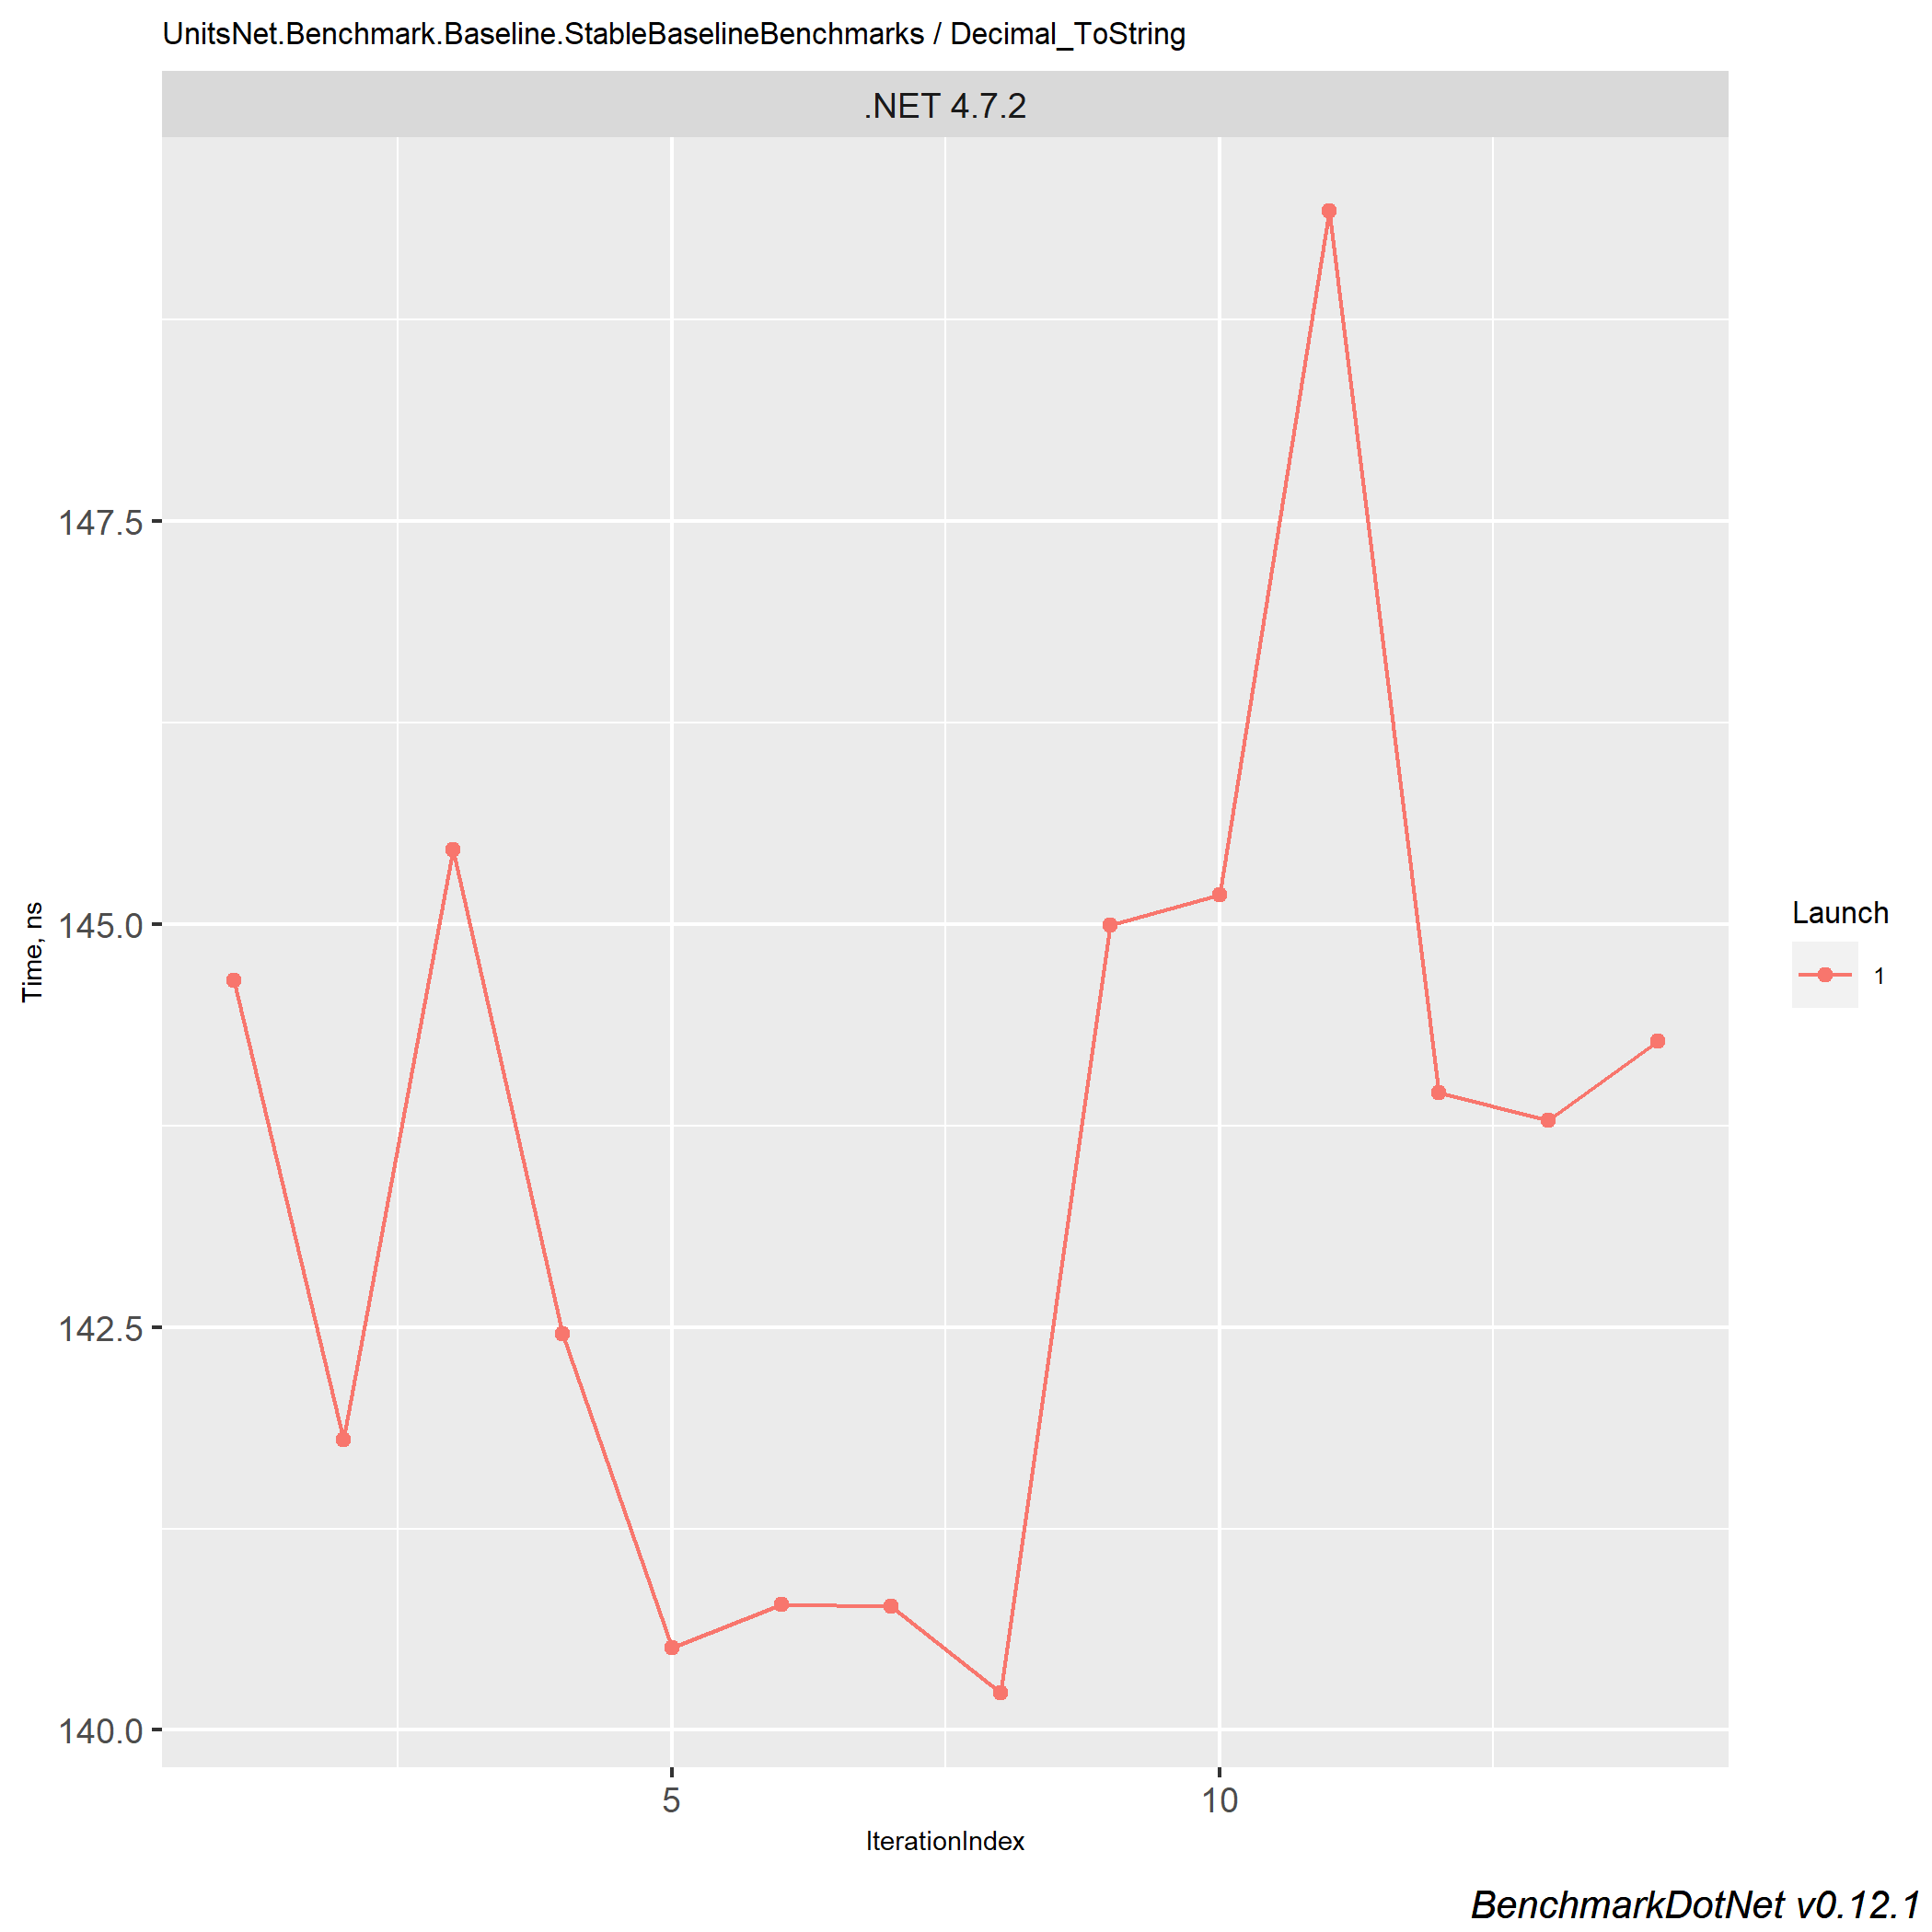 UnitsNet.Benchmark.Baseline.StableBaselineBenchmarks / Decimal_ToString
.NET 4.7.2
147.5
145.0
142.5
140.0
Time, ns
5
10
IterationIndex
Launch
1
BenchmarkDotNet v0.12.1